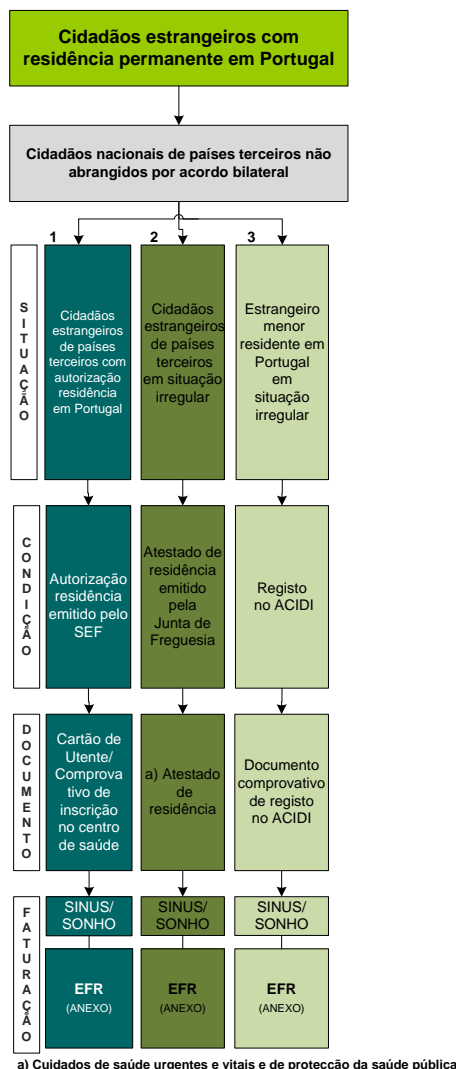 Cidadãos estrangeiros com
residência permanente em Portugal
Cidadãos nacionais de países terceiros não
abrangidos por acordo bilateral
1
2
3
SITUAÇÃO
Cidadãos
estrangeiros
de países
terceiros com
autorização
residência
em Portugal
Cidadãos
estrangeiros
de países
terceiros
em situação
irregular
Estrangeiro
menor
residente em
Portugal
em
situação
irregular
CONDIÇÃO
Autorização
residência
emitido pelo
SEF
Atestado de
residência
emitido
pela
Junta de
Freguesia
Registo
no ACIDI
DOCUMENTO
Cartão de
Utente/
Comprova
tivo de
inscrição
no centro
de saúde
a) Atestado
de
residência
Documento
comprovativo
de registo
no ACIDI
FATURAÇÃO
SINUS/
SONHO
SINUS/
SONHO
SINUS/
SONHO
EFR
(ANEXO)
EFR
(ANEXO)
EFR
(ANEXO)
a) Cuidados de saúde urgentes e vitais e de protecção da saúde pública